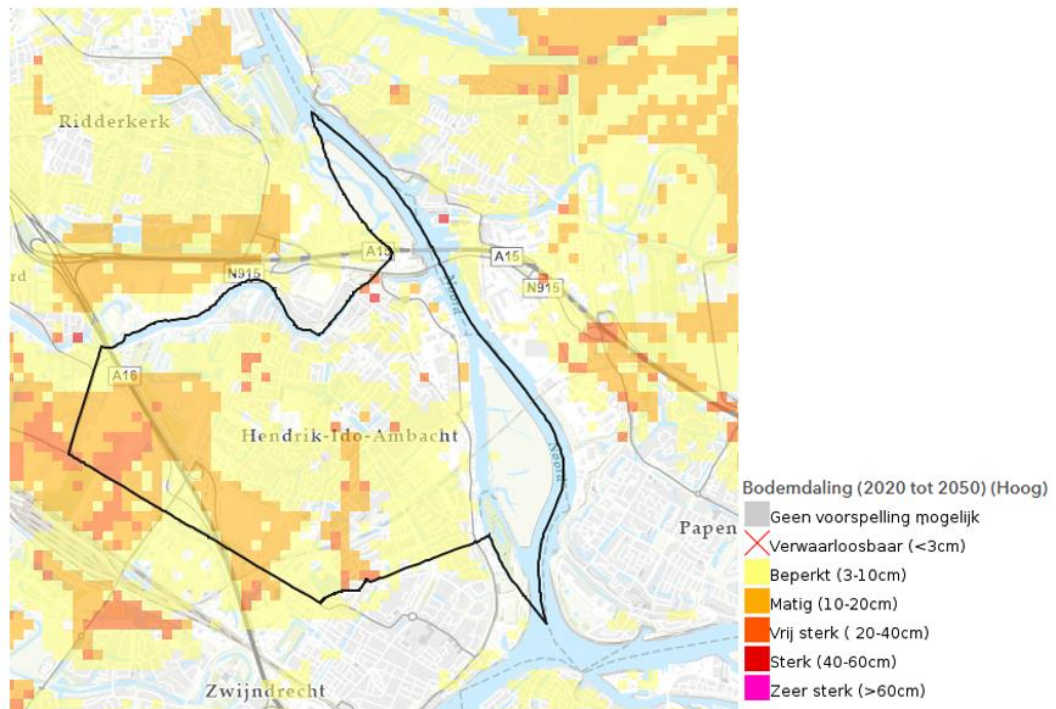 Ridderkerk
A15
A15
rd
N915
N915
Noord
A16
Hendrik-Ido-Ambacht
Noord
Papen
Zwijndrecht
Bodemdaling (2020 tot 2050) (Hoog)
Geen voorspelling mogelijk
Verwaarloosbaar (<3cm)
Beperkt (3-10cm)
Matig (10-20cm)
Vrij sterk ( 20-40cm)
Sterk (40-60cm)
Zeer sterk (>60cm)